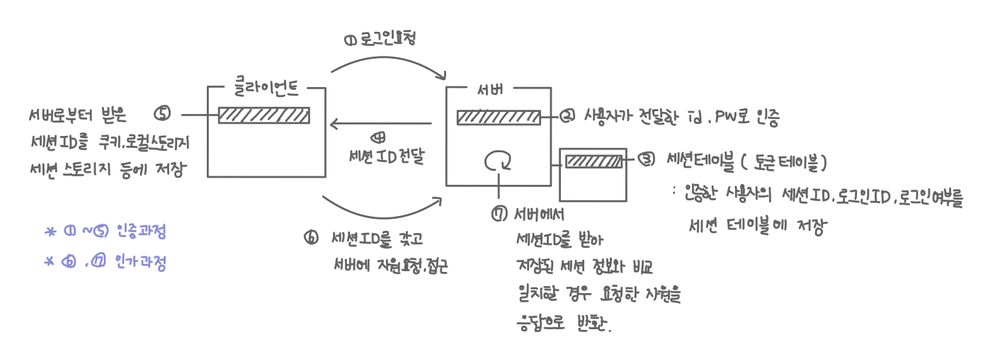 ① 로그인요청
클라이언트
서버
서버로부터 받은 ⑤
세션ID를 쿠키,로컬스토리지
세션 스토리지 등에 저장
④
세션 ID 전달
② 사용자가 전달한 id, PW로 인증
③ 세션테이블 (토큰테이블)
: 인증한 사용자의 세션ID, 로그인ID, 로그인여부를
세션 테이블에 저장
⑥ 세션ID를 갖고
서버에 자원요청,접근
⑦ 서버에서
세션ID를 받아
저장된 세션 정보와 비교
일치할 경우 요청한 자원을
응답으로 반환.
* ①~⑤ 인증과정
* ⑥,⑦ 인가과정